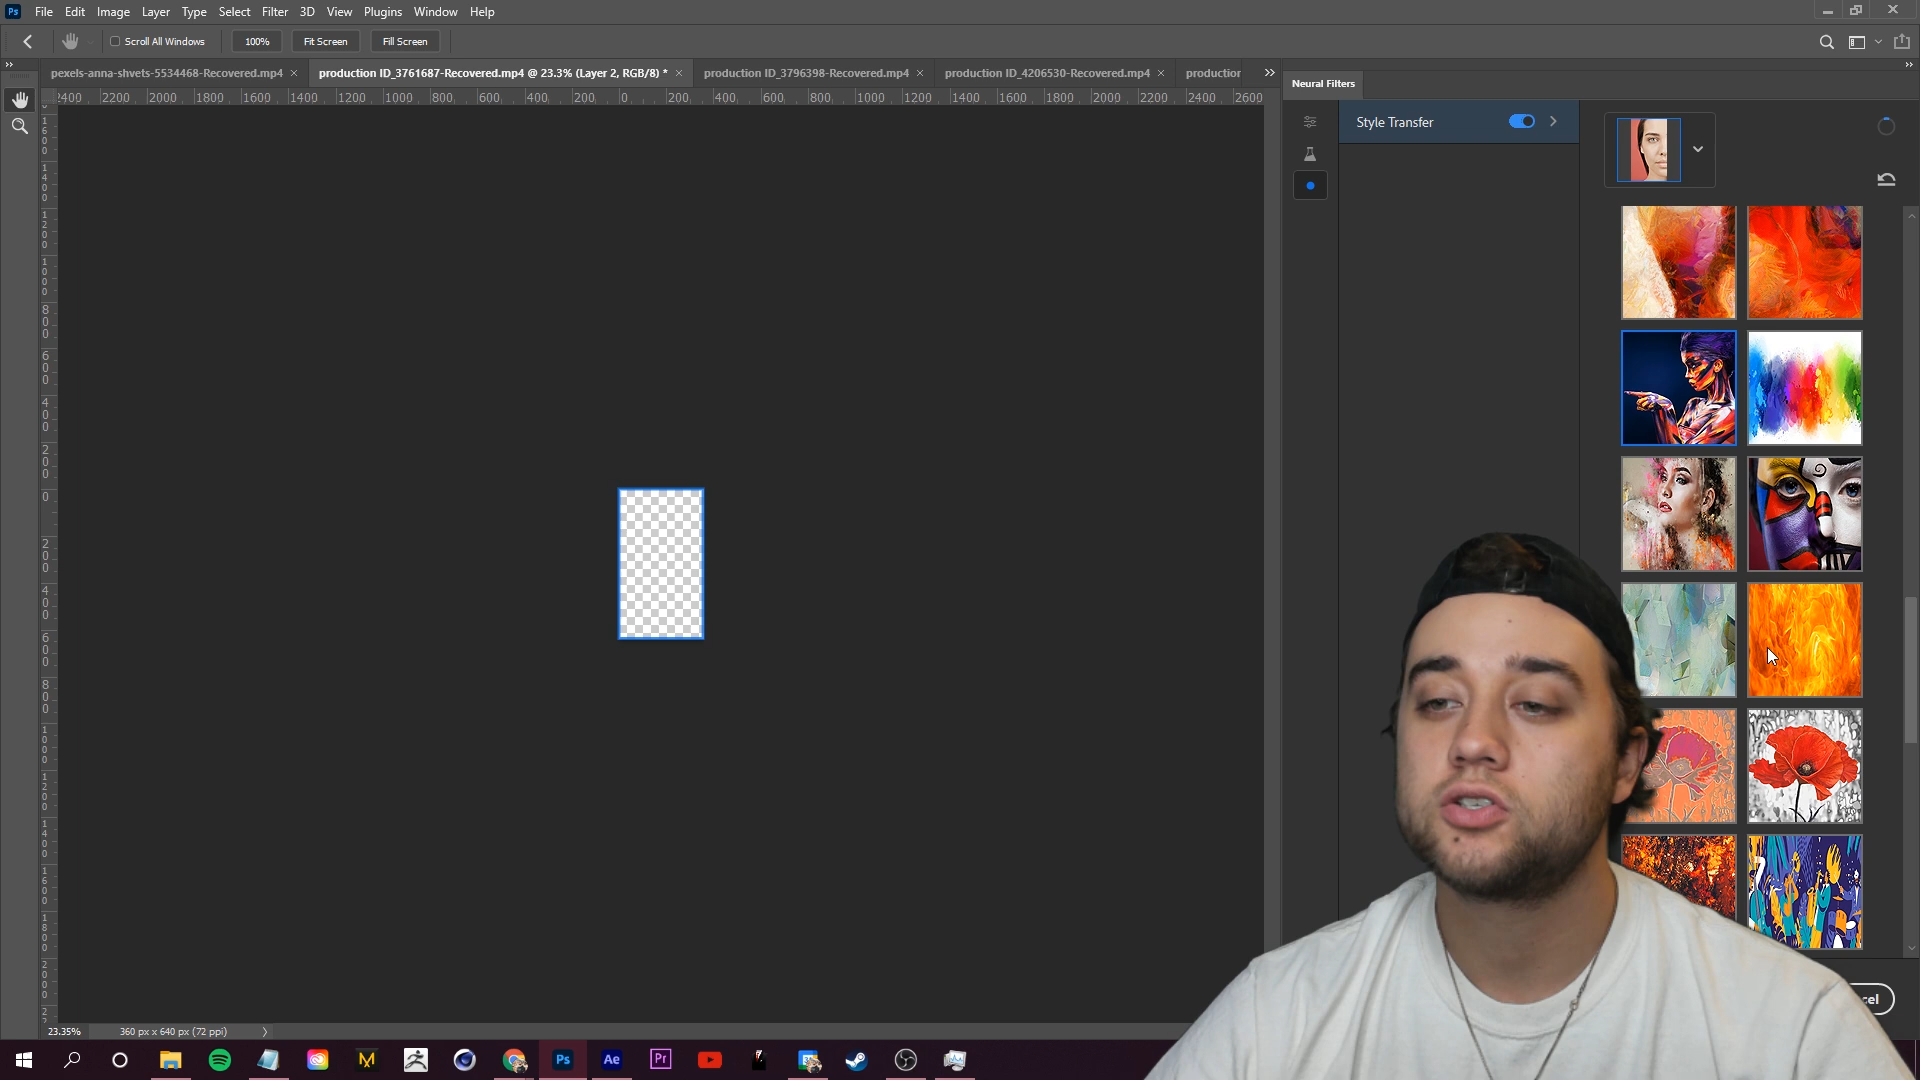 Ps File Edit Image Layer Type Select Filter 3D View Plugins Window Help
Scroll All Windows 100% Fit Screen Fill Screen
pexels-anna-shvets-5534468-Recovered.mp4 × production ID_3761687-Recovered.mp4 @ 23.3% (Layer 2, RGB/8) * × production ID_3796398-Recovered.mp4 × production ID_4206530-Recovered.mp4 × production
Neural Filters
2400 2200 2000 1800 1600 1400 1200 1000 800 600 400 200 0 200 400 600 800 1000 1200 1400 1600 1800 2000 2200 2400 2600
Style Transfer
1600
1400
1200
1000
800
600
400
200
0
200
400
600
800
1000
1200
1400
1600
1800
2000
23.35% 360 px x 640 px (72 ppi)
Ps Ae Pr